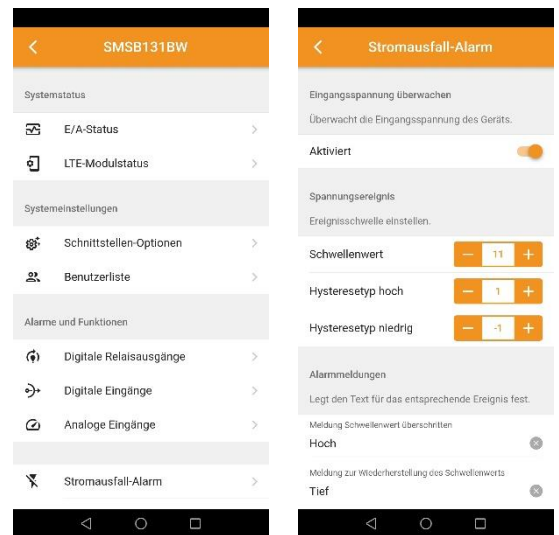 SMSB131BW
Systemstatus
E/A-Status
LTE-Modulstatus
Systemeinstellungen
Schnittstellen-Optionen
Benutzerliste
Alarme und Funktionen
Digitale Relaisausgänge
Digitale Eingänge
Analoge Eingänge
Stromausfall-Alarm
Stromausfall-Alarm
Eingangsspannung überwachen
Überwacht die Eingangsspannung des Geräts.
Aktiviert
Spannungsereignis
Ereignisschwelle einstellen.
Schwellenwert − 11 +
Hysteresetyp hoch − 1 +
Hysteresetyp niedrig − -1 +
Alarmmeldungen
Legt den Text für das entsprechende Ereignis fest.
Meldung Schwellenwert überschritten
Hoch
Meldung zur Wiederherstellung des Schwellenwerts
Tief